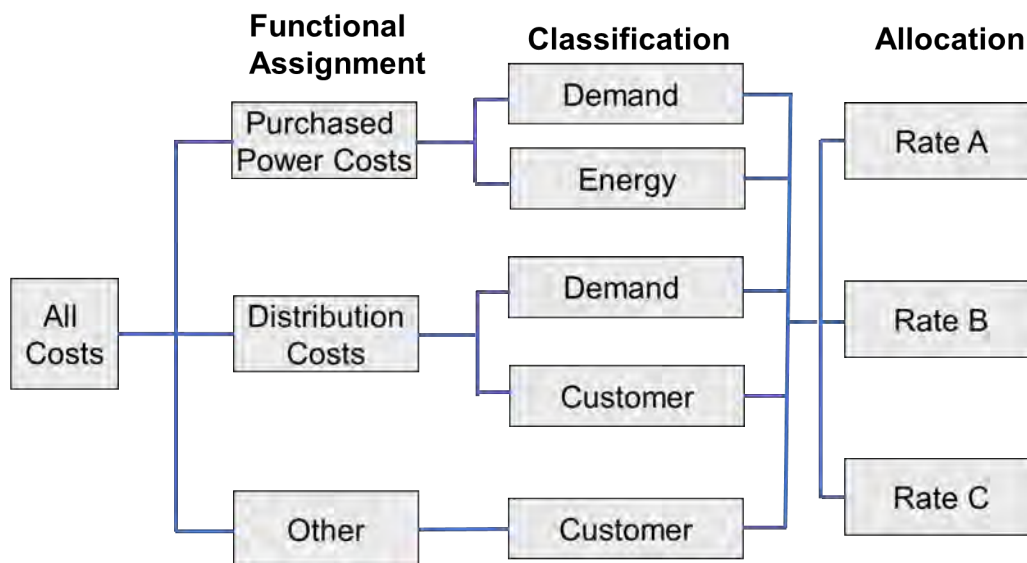 Functional
Assignment
Classification
Allocation
All
Costs
Purchased
Power Costs
Distribution
Costs
Other
Demand
Energy
Demand
Customer
Customer
Rate A
Rate B
Rate C